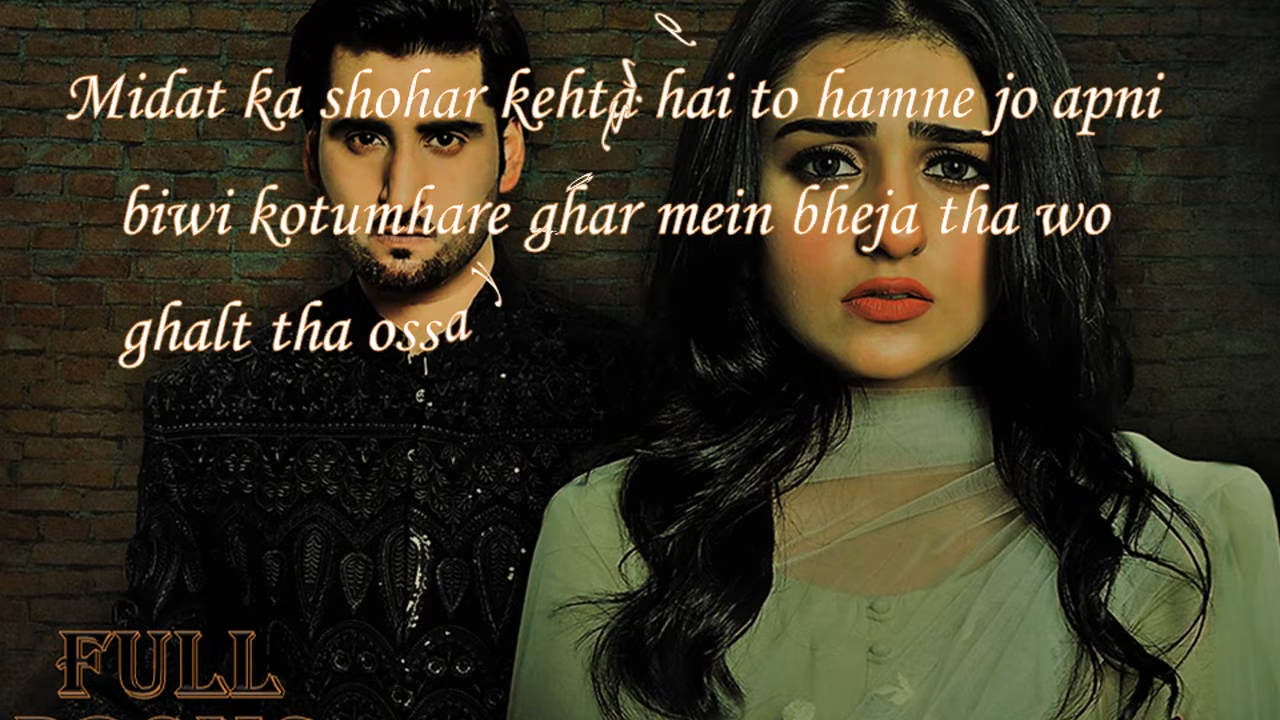 Midat ka shohar kehta hai to hamne jo apni
biwi kotumhare ghar mein bheja tha wo
ghalt tha ossa
FULL